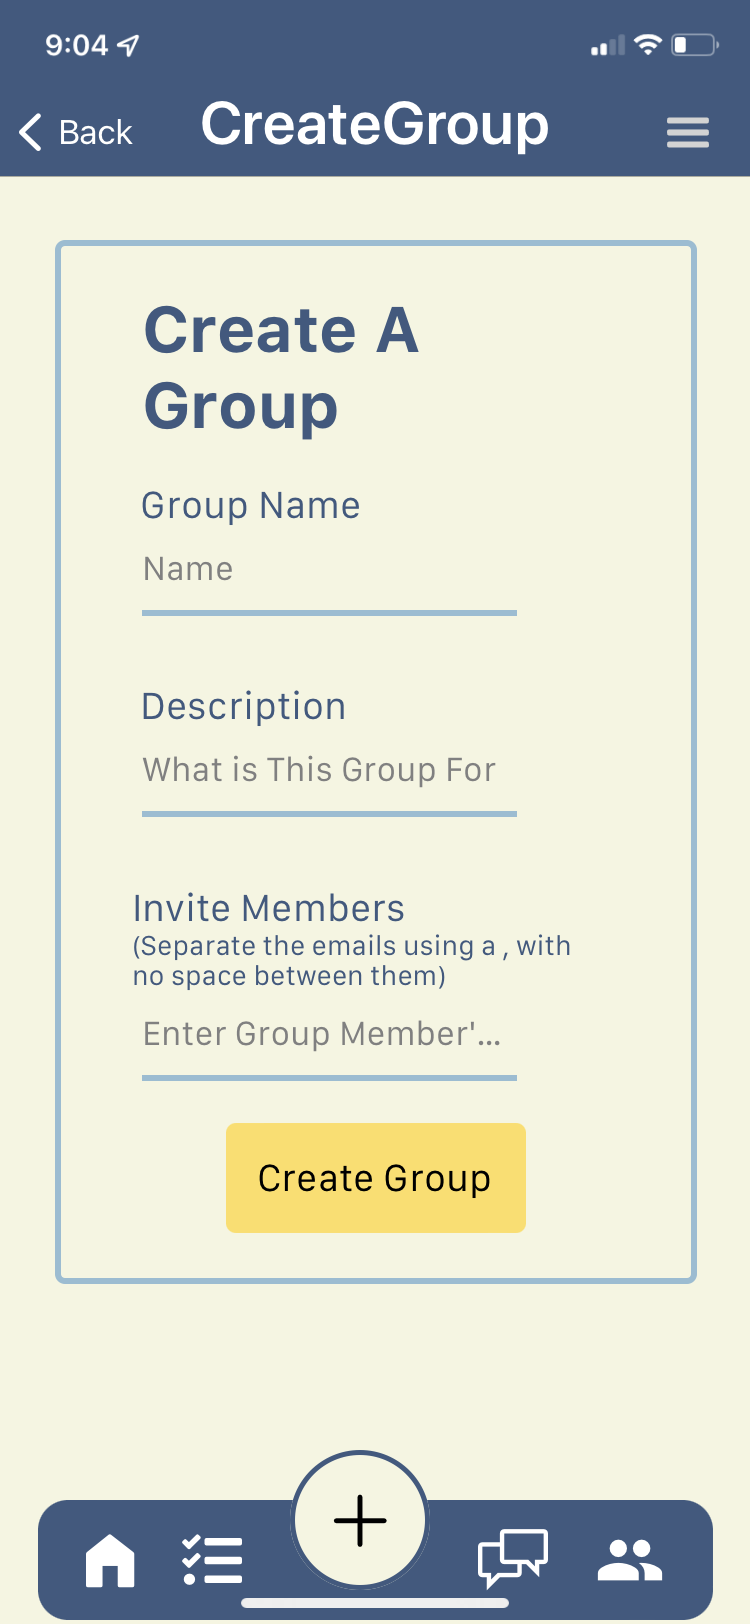 9:04
Back
CreateGroup
Create A
Group
Group Name
Name
Description
What is This Group For
Invite Members
(Separate the emails using a , with
no space between them)
Enter Group Member'...
Create Group